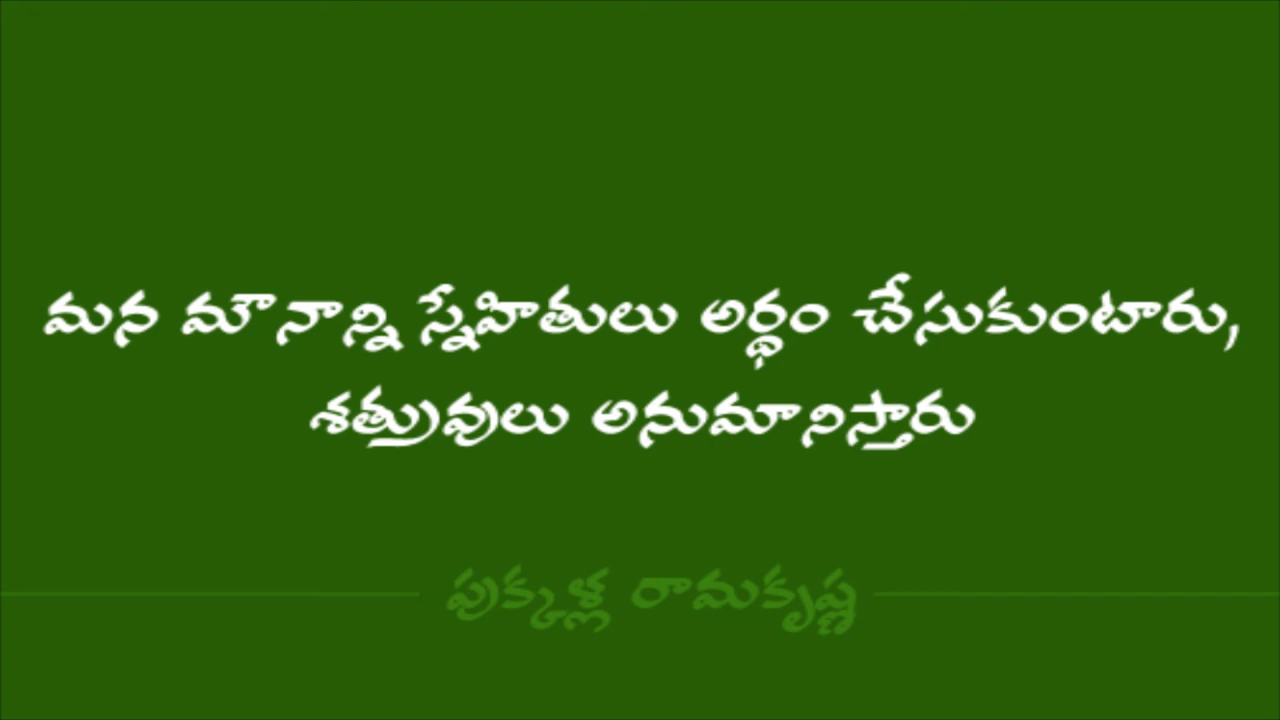 మన మౌనాన్ని స్నేహితులు అర్ధం చేసుకుంటారు,
శత్రువులు అనుమానిస్తారు
పుక్కళ్ల రామకృష్ణ